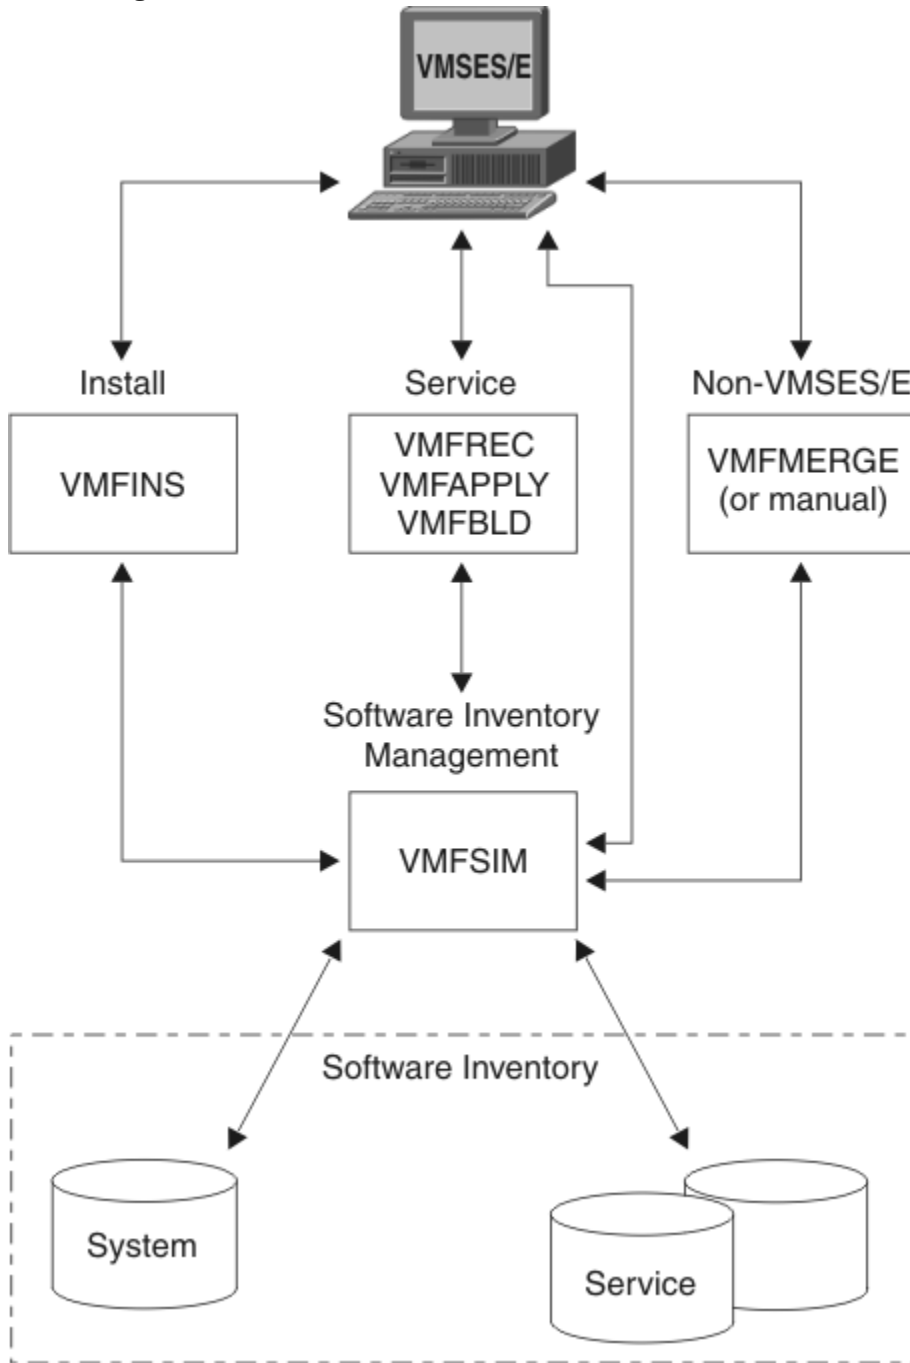 VMSES/E
Install
Service
Non-VMSES/E
VMFINS
VMFREC
VMFAPPLY
VMFBLD
VMFMERGE
(or manual)
Software Inventory
Management
VMFSIM
Software Inventory
System
Service